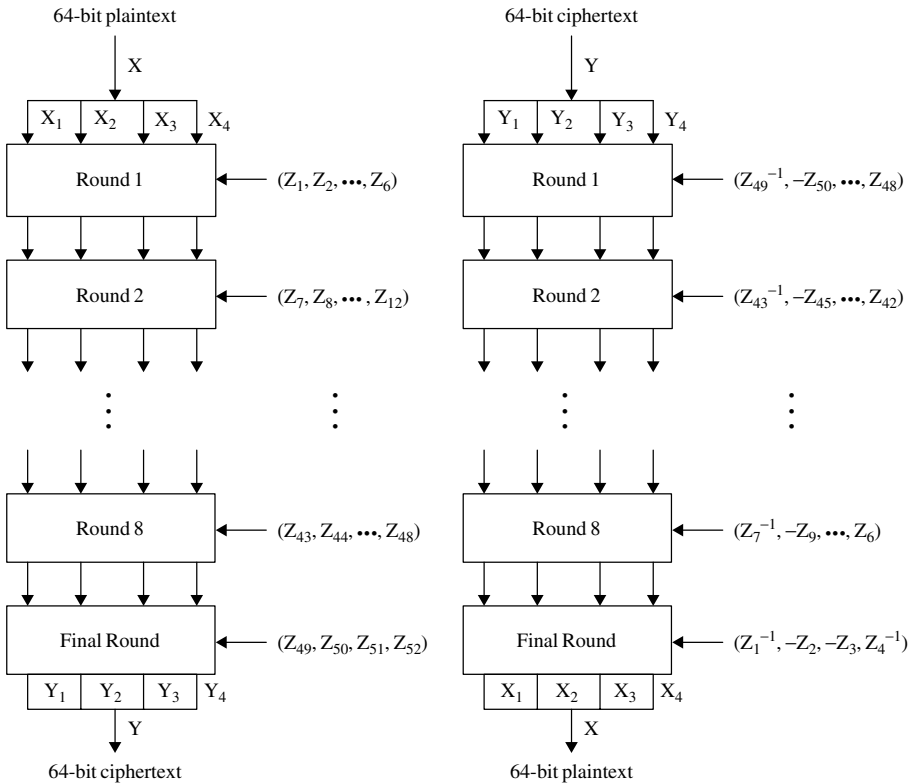 64-bit plaintext
X
X₁ X₂ X₃ X₄
Round 1
(Z₁, Z₂, •••, Z₆)
Round 2
(Z₇, Z₈, •••, Z₁₂)
Round 8
(Z₄₃, Z₄₄, •••, Z₄₈)
Final Round
(Z₄₉, Z₅₀, Z₅₁, Z₅₂)
Y₁ Y₂ Y₃ Y₄
Y
64-bit ciphertext
64-bit ciphertext
Y
Y₁ Y₂ Y₃ Y₄
Round 1
(Z₄₉⁻¹, –Z₅₀, •••, Z₄₈)
Round 2
(Z₄₃⁻¹, –Z₄₅, •••, Z₄₂)
Round 8
(Z₇⁻¹, –Z₉, •••, Z₆)
Final Round
(Z₁⁻¹, –Z₂, –Z₃, Z₄⁻¹)
X₁ X₂ X₃ X₄
X
64-bit plaintext